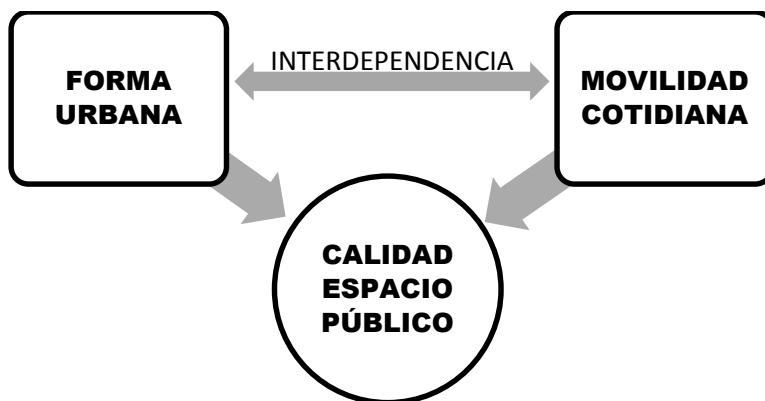 FORMA
URBANA
INTERDEPENDENCIA
MOVILIDAD
COTIDIANA
CALIDAD
ESPACIO
PÚBLICO